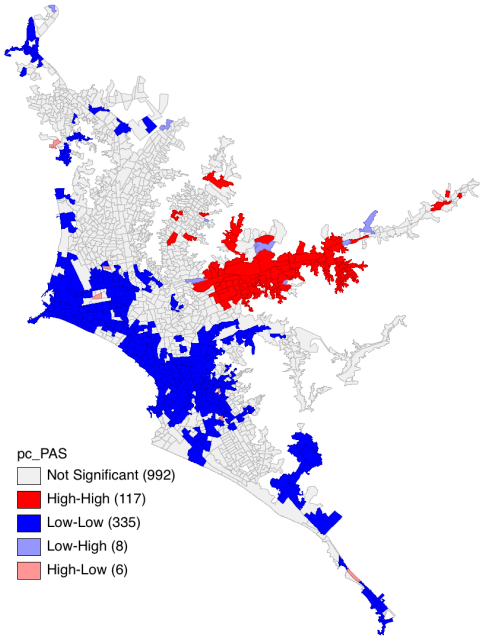 pc_PAS
Not Significant (992)
High-High (117)
Low-Low (335)
Low-High (8)
High-Low (6)